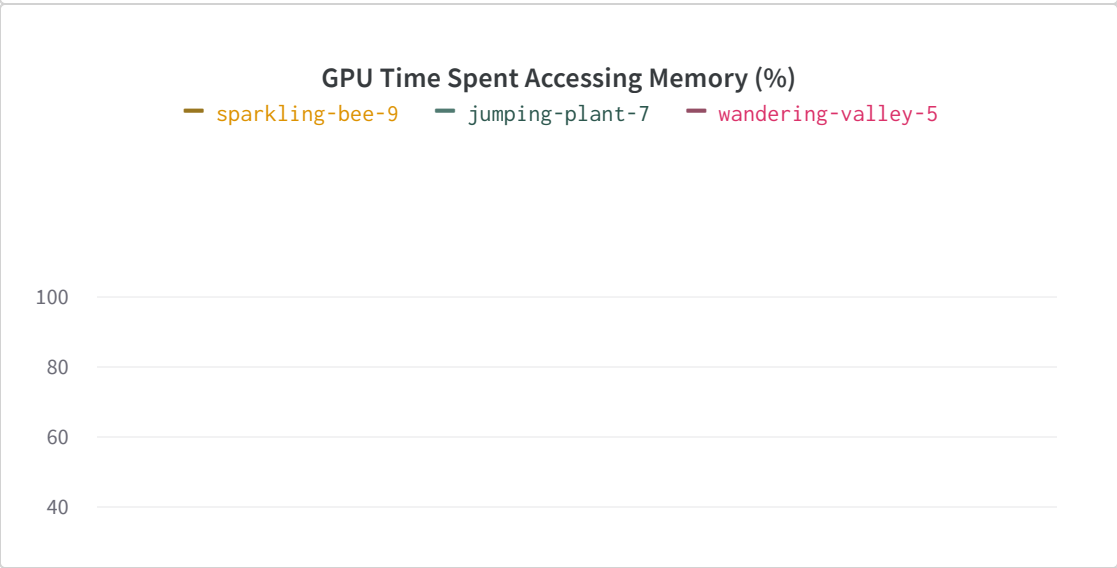 GPU Time Spent Accessing Memory (%)
sparkling-bee-9 jumping-plant-7 wandering-valley-5
100
80
60
40